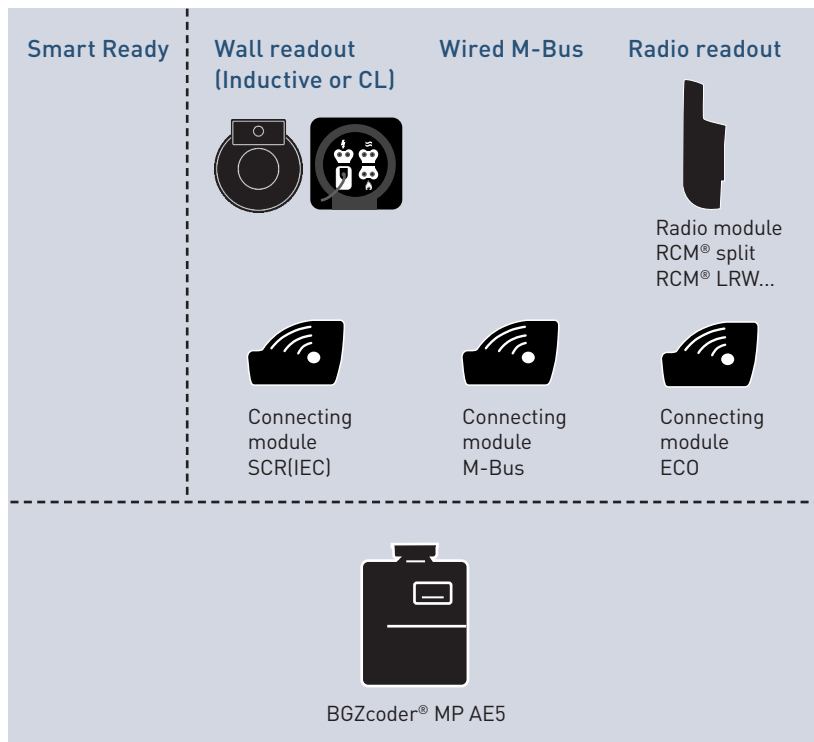 Smart Ready
Wall readout
(Inductive or CL)
Wired M-Bus
Radio readout
Radio module
RCM® split
RCM® LRW...
Connecting
module
SCR(IEC)
Connecting
module
M-Bus
Connecting
module
ECO
BGZcoder® MP AE5